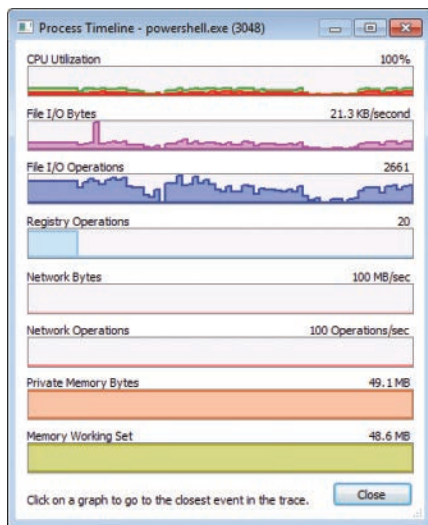 Process Timeline - powershell.exe (3048)
CPU Utilization 100%
File I/O Bytes 21.3 KB/second
File I/O Operations 2661
Registry Operations 20
Network Bytes 100 MB/sec
Network Operations 100 Operations/sec
Private Memory Bytes 49.1 MB
Memory Working Set 48.6 MB
Click on a graph to go to the closest event in the trace. Close